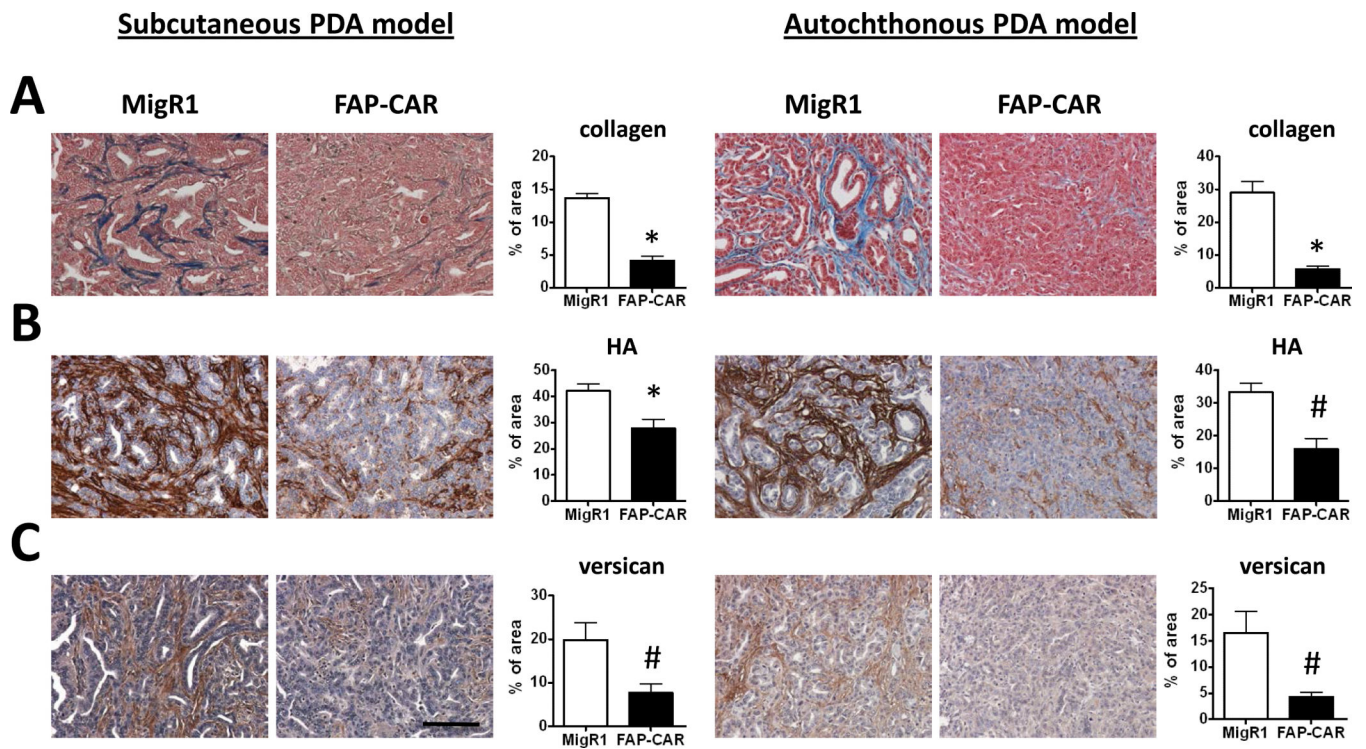 Subcutaneous PDA model
Autochthonous PDA model
A
MigR1
FAP-CAR
collagen
% of area
20
15
10
5
0
*
MigR1 FAP-CAR
MigR1
FAP-CAR
collagen
% of area
40
30
20
10
0
*
MigR1 FAP-CAR
B
HA
% of area
50
40
30
20
10
0
*
MigR1 FAP-CAR
HA
% of area
40
30
20
10
0
#
MigR1 FAP-CAR
C
versican
% of area
30
20
10
0
#
MigR1 FAP-CAR
versican
% of area
25
20
15
10
5
0
#
MigR1 FAP-CAR